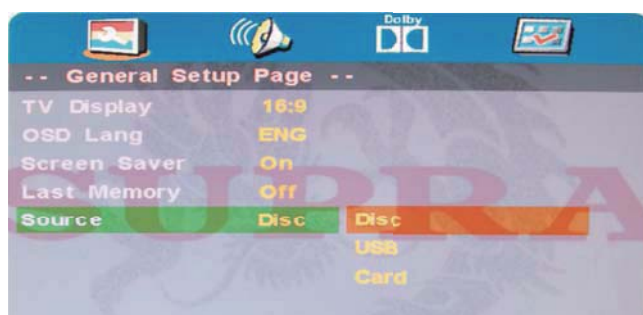 Dolby
-- General Setup Page --
TV Display 16:9
OSD Lang ENG
Screen Saver On
Last Memory Off
Source Disc Disc
USB
Card
SUPRA